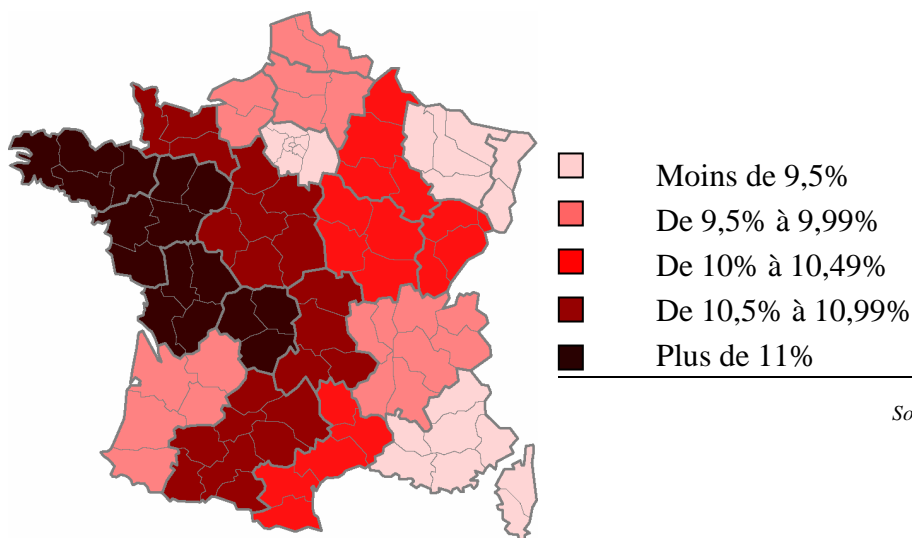 Moins de 9,5%
De 9,5% à 9,99%
De 10% à 10,49%
De 10,5% à 10,99%
Plus de 11%
So